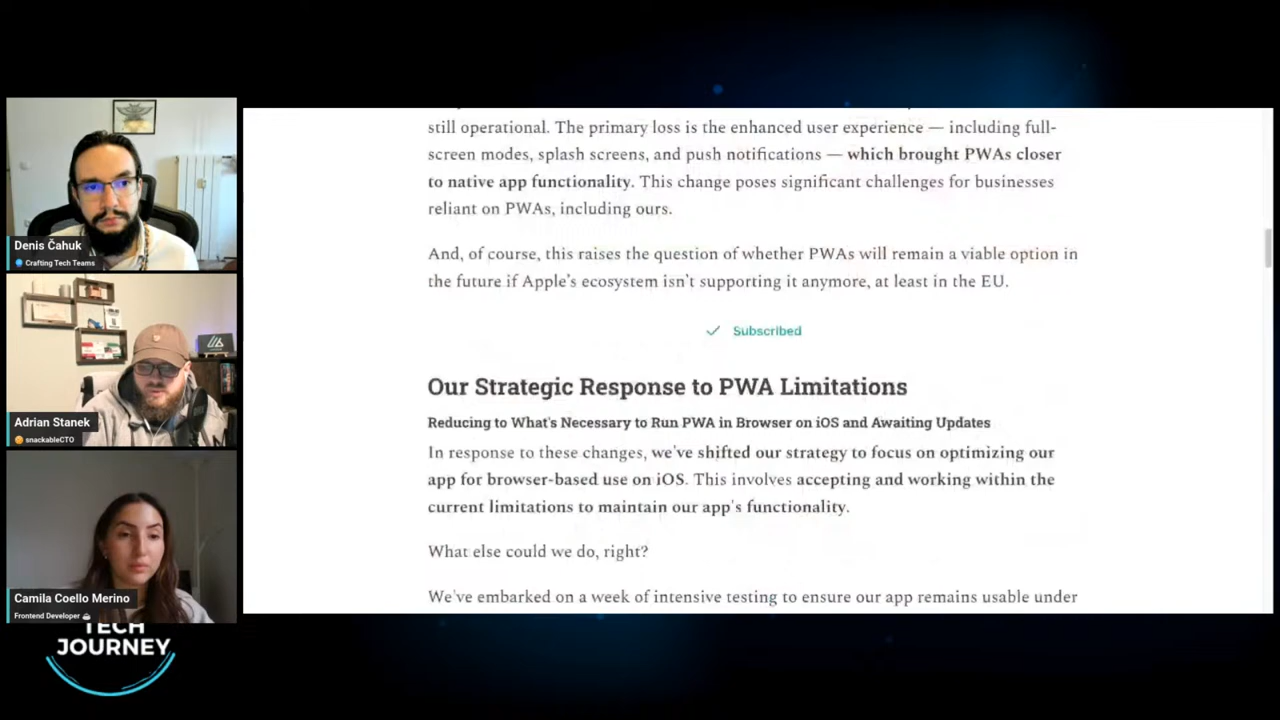 Denis Čahuk
Crafting Tech Teams
Adrian Stanek
snackableCTO
Camila Coello Merino
Frontend Developer
TECH
JOURNEY
still operational. The primary loss is the enhanced user experience — including full-
screen modes, splash screens, and push notifications — which brought PWAs closer
to native app functionality. This change poses significant challenges for businesses
reliant on PWAs, including ours.
And, of course, this raises the question of whether PWAs will remain a viable option in
the future if Apple's ecosystem isn't supporting it anymore, at least in the EU.
Subscribed
Our Strategic Response to PWA Limitations
Reducing to What's Necessary to Run PWA in Browser on iOS and Awaiting Updates
In response to these changes, we've shifted our strategy to focus on optimizing our
app for browser-based use on iOS. This involves accepting and working within the
current limitations to maintain our app's functionality.
What else could we do, right?
We've embarked on a week of intensive testing to ensure our app remains usable under